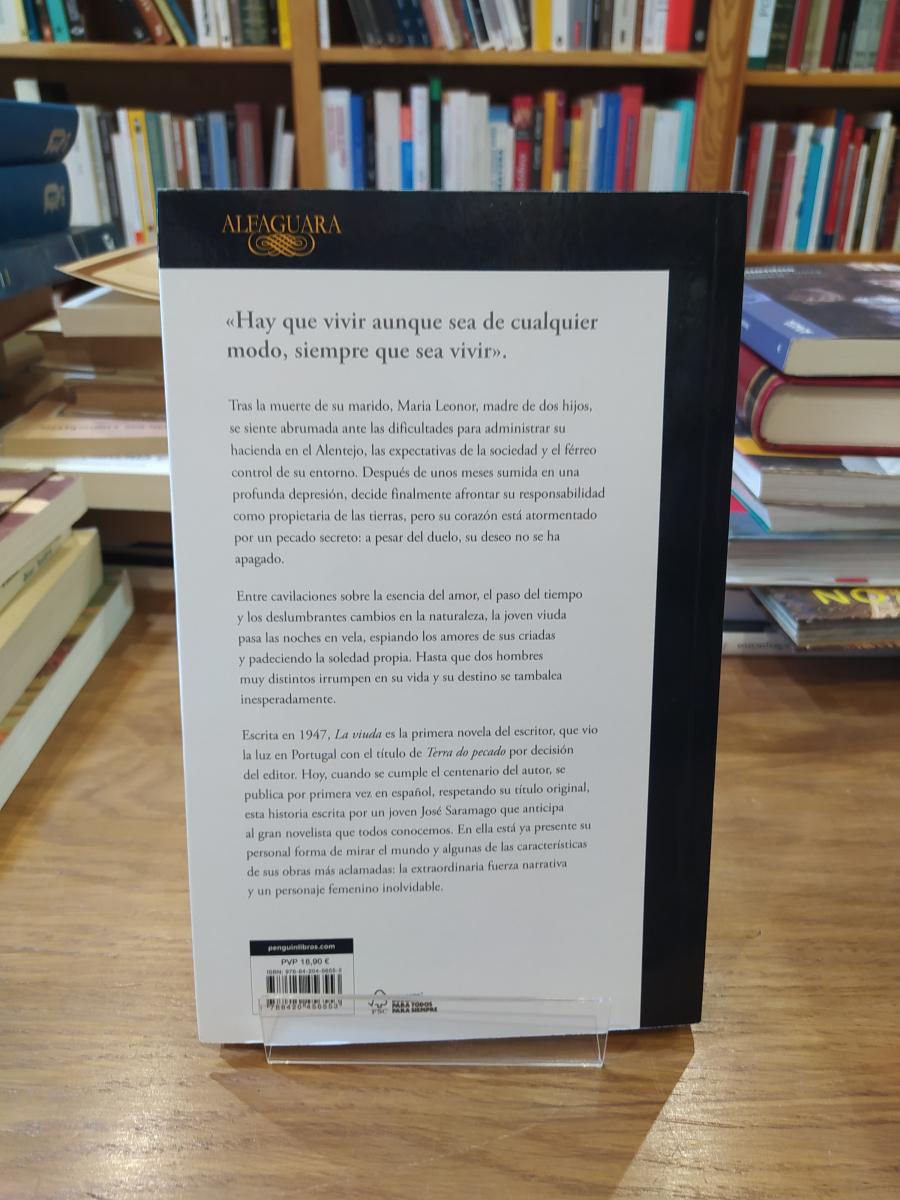 ALFAGUARA
«Hay que vivir aunque sea de cualquier
modo, siempre que sea vivir».
Tras la muerte de su marido, Maria Leonor, madre de dos hijos,
se siente abrumada ante las dificultades para administrar su
hacienda en el Alentejo, las expectativas de la sociedad y el férreo
control de su entorno. Después de unos meses sumida en una
profunda depresión, decide finalmente afrontar su responsabilidad
como propietaria de las tierras, pero su corazón está atormentado
por un pecado secreto: a pesar del duelo, su deseo no se ha
apagado.
Entre cavilaciones sobre la esencia del amor, el paso del tiempo
y los deslumbrantes cambios en la naturaleza, la joven viuda
pasa las noches en vela, espiando los amores de sus criadas
y padeciendo la soledad propia. Hasta que dos hombres
muy distintos irrumpen en su vida y su destino se tambalea
inesperadamente.
Escrita en 1947, La viuda es la primera novela del escritor, que vio
la luz en Portugal con el título de Terra do pecado por decisión
del editor. Hoy, cuando se cumple el centenario del autor, se
publica por primera vez en español, respetando su título original,
esta historia escrita por un joven José Saramago que anticipa
al gran novelista que todos conocemos. En ella está ya presente su
personal forma de mirar el mundo y algunas de las características
de sus obras más aclamadas: la extraordinaria fuerza narrativa
y un personaje femenino inolvidable.
penguinlibros.com
PVP 18,90 €
FSC
PARA TODOS
PARA SIEMPRE
NO